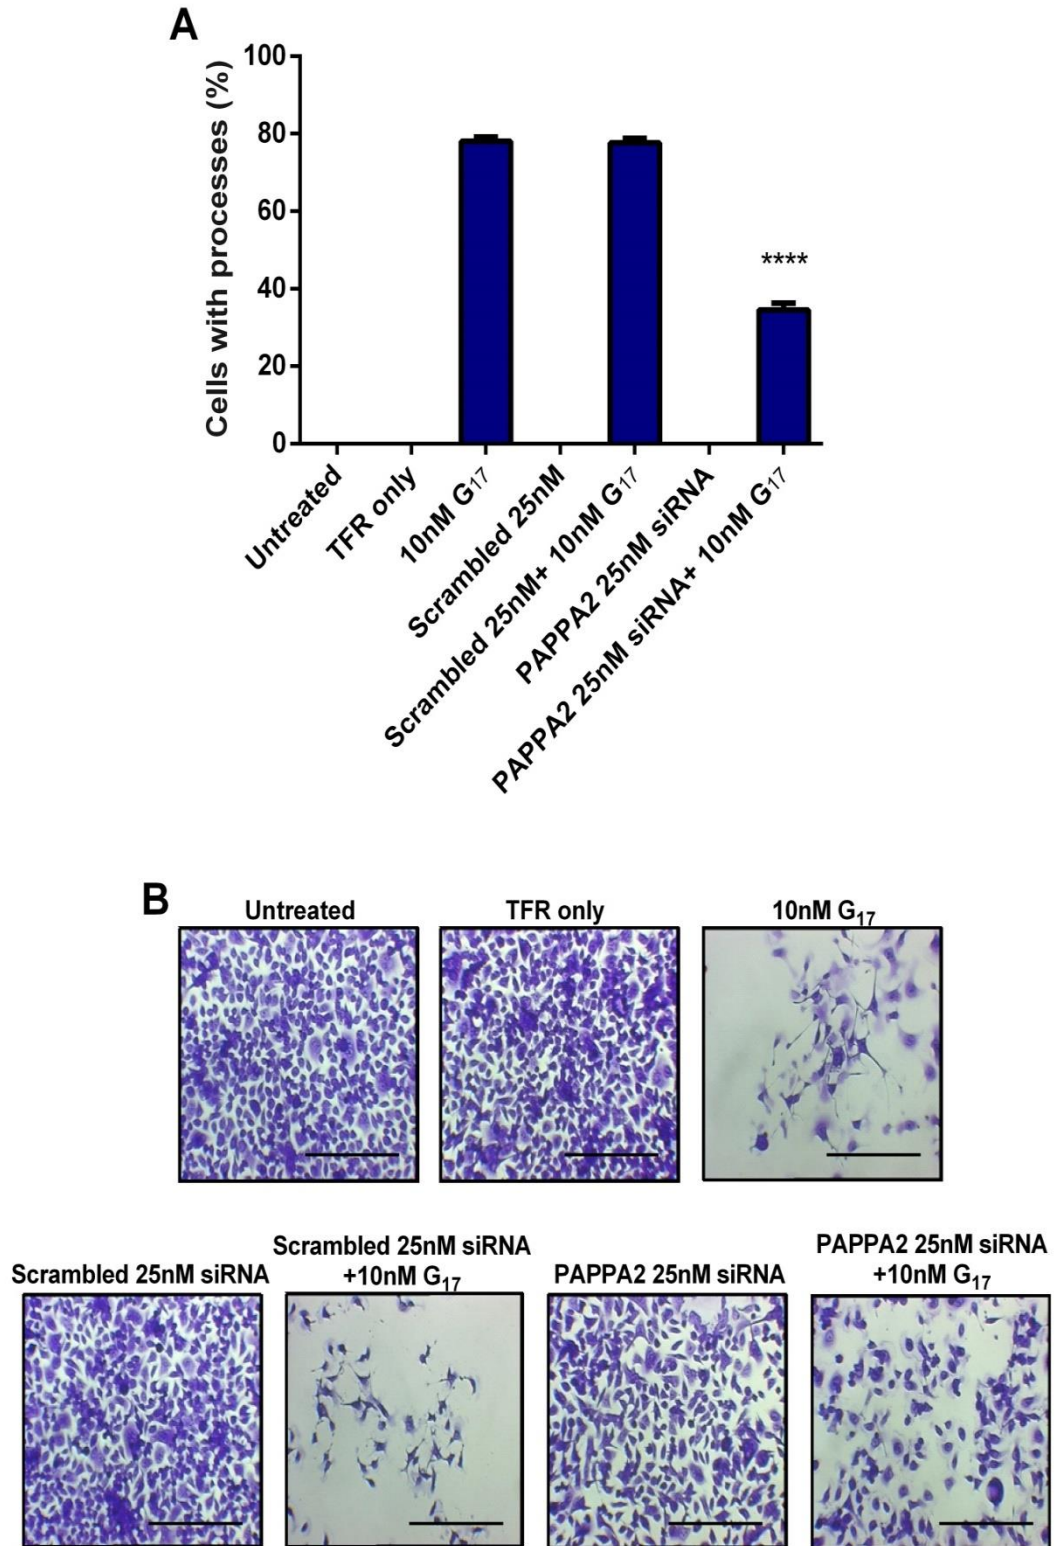 A
Cells with processes (%)
100
80
60
40
20
0
****
Untreated
TFR only
10nM G17
Scrambled 25nM
Scrambled 25nM+ 10nM G17
PAPPA2 25nM siRNA
PAPPA2 25nM siRNA+ 10nM G17
B
Untreated
TFR only
10nM G17
Scrambled 25nM siRNA
Scrambled 25nM siRNA
+10nM G17
PAPPA2 25nM siRNA
PAPPA2 25nM siRNA
+10nM G17